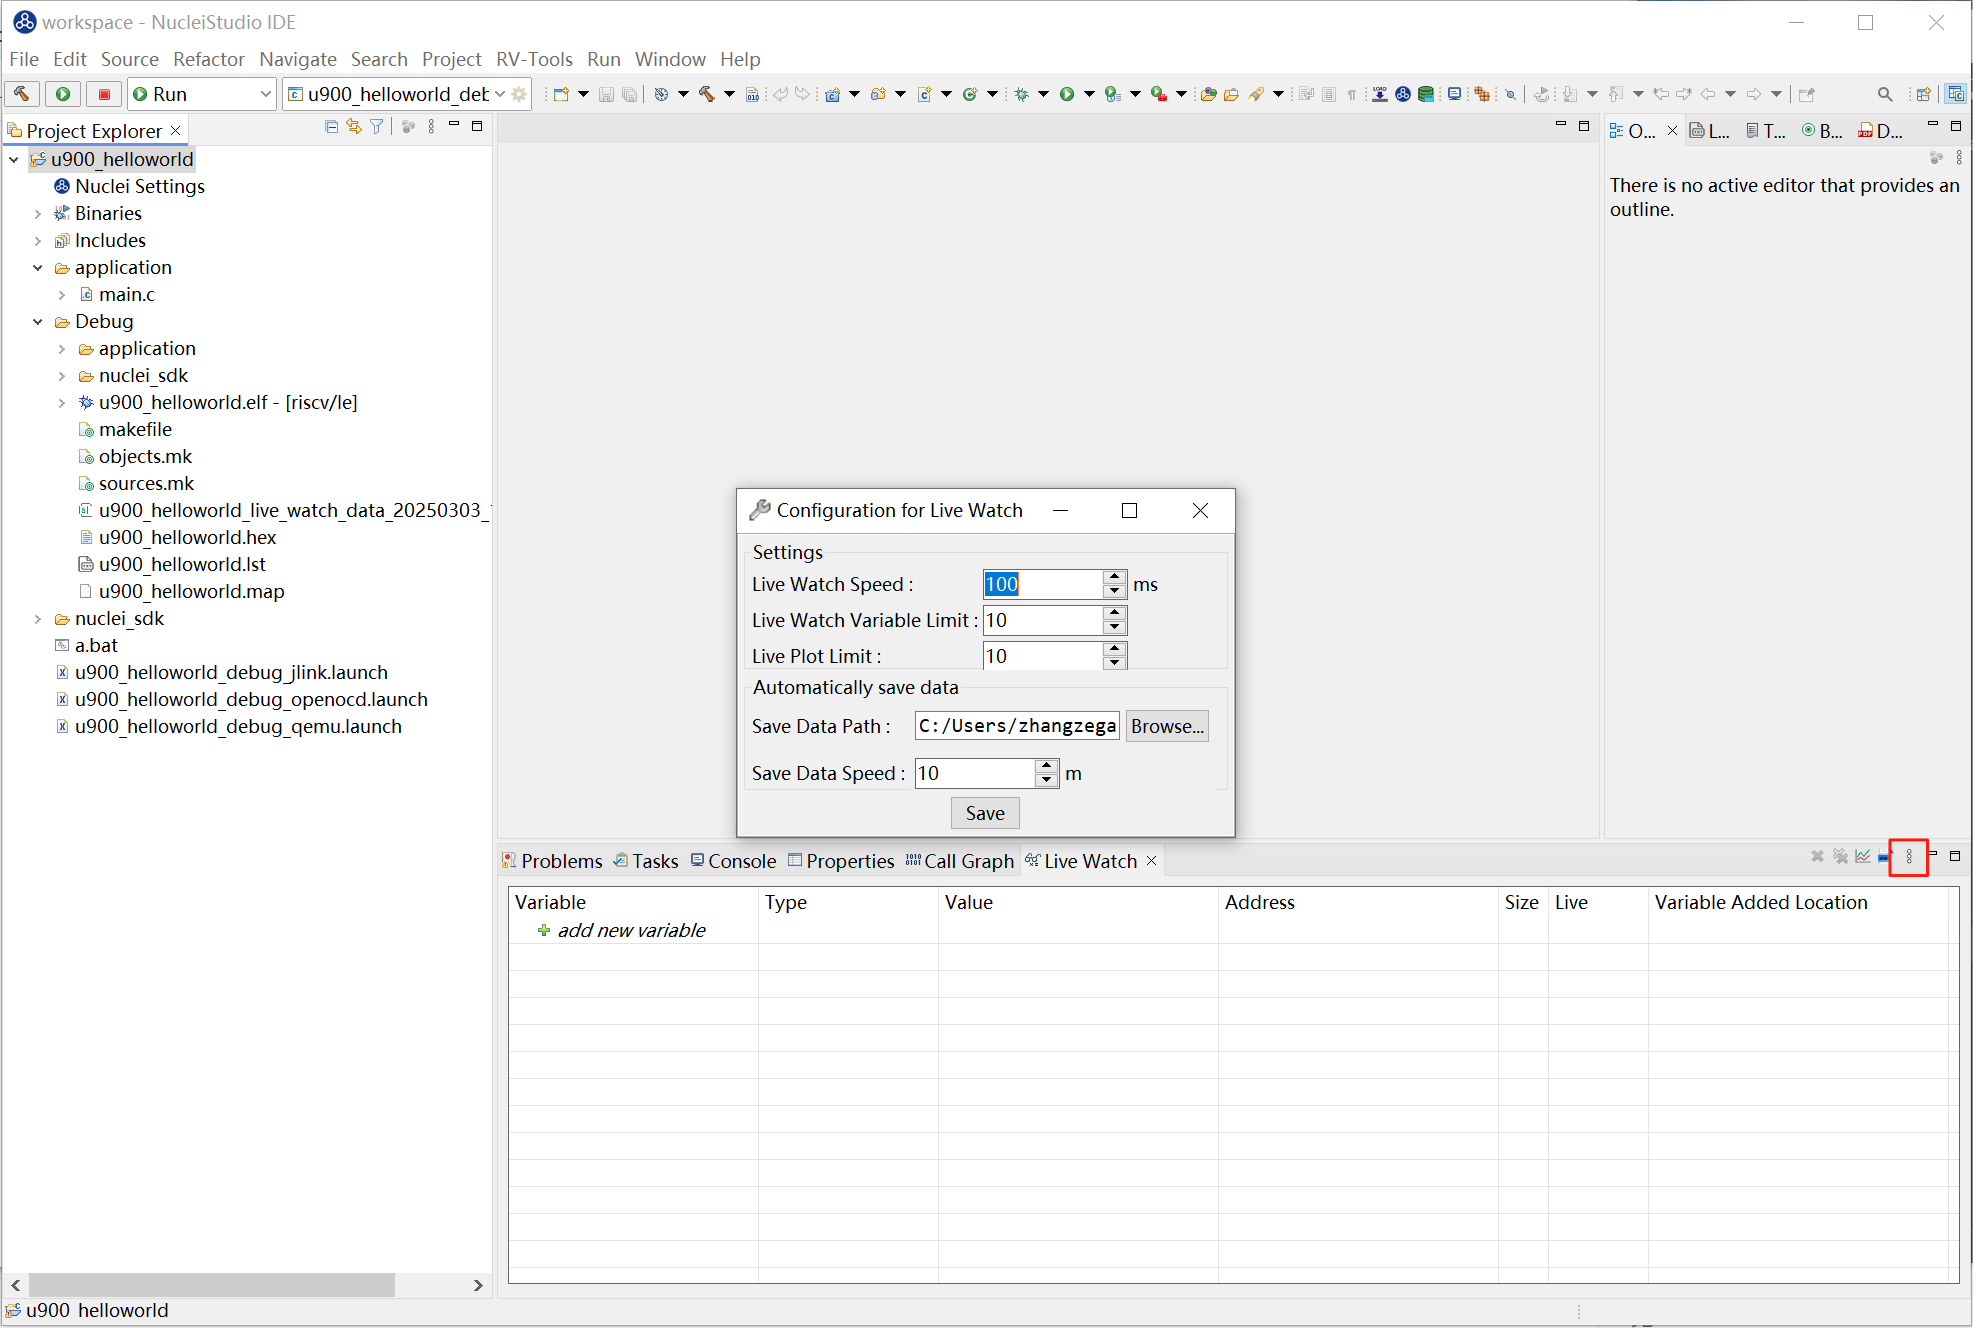 workspace - NucleiStudio IDE
File Edit Source Refactor Navigate Search Project RV-Tools Run Window Help
Run
u900_helloworld_deb
Project Explorer
u900_helloworld
Nuclei Settings
Binaries
Includes
application
main.c
Debug
application
nuclei_sdk
u900_helloworld.elf - [riscv/le]
makefile
objects.mk
sources.mk
u900_helloworld_live_watch_data_20250303_
u900_helloworld.hex
u900_helloworld.lst
u900_helloworld.map
nuclei_sdk
a.bat
u900_helloworld_debug_jlink.launch
u900_helloworld_debug_openocd.launch
u900_helloworld_debug_qemu.launch
O... L... T... B... D...
There is no active editor that provides an
outline.
Configuration for Live Watch
Settings
Live Watch Speed : 100 ms
Live Watch Variable Limit : 10
Live Plot Limit : 10
Automatically save data
Save Data Path : C:/Users/zhangzega Browse...
Save Data Speed : 10 m
Save
Problems Tasks Console Properties Call Graph Live Watch
Variable Type Value Address Size Live Variable Added Location
add new variable
u900_helloworld